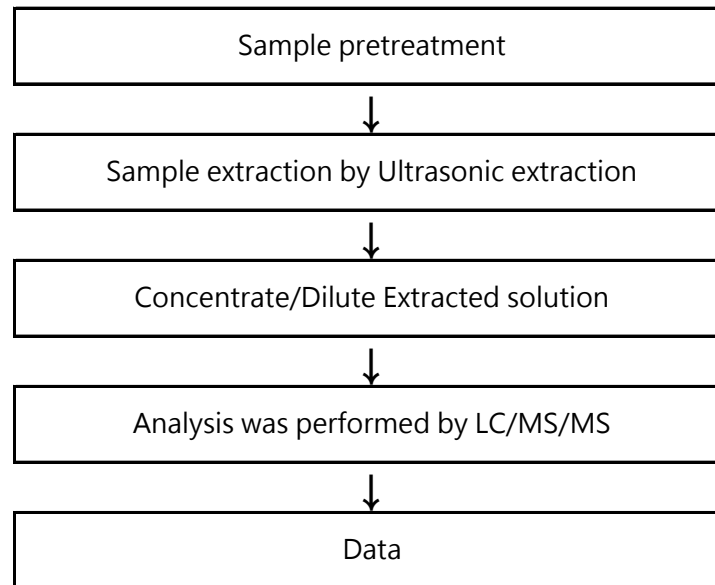 Sample pretreatment
↓
Sample extraction by Ultrasonic extraction
↓
Concentrate/Dilute Extracted solution
↓
Analysis was performed by LC/MS/MS
↓
Data